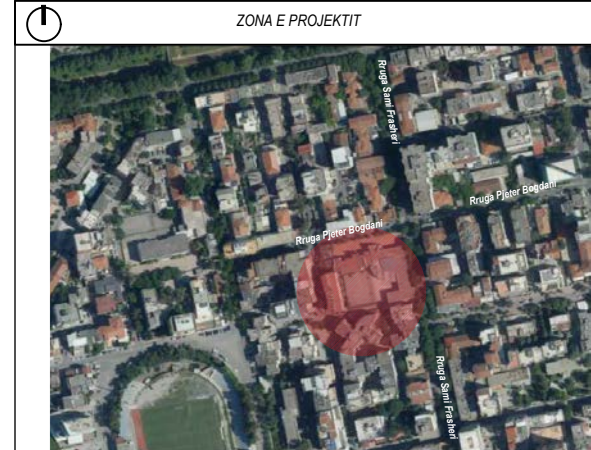 ZONA E PROJEKTIT
Rruga Sami Frasheri
Rruga Pjeter Bogdani
Rruga Pjeter Bogdani
Rruga Sami Frasheri